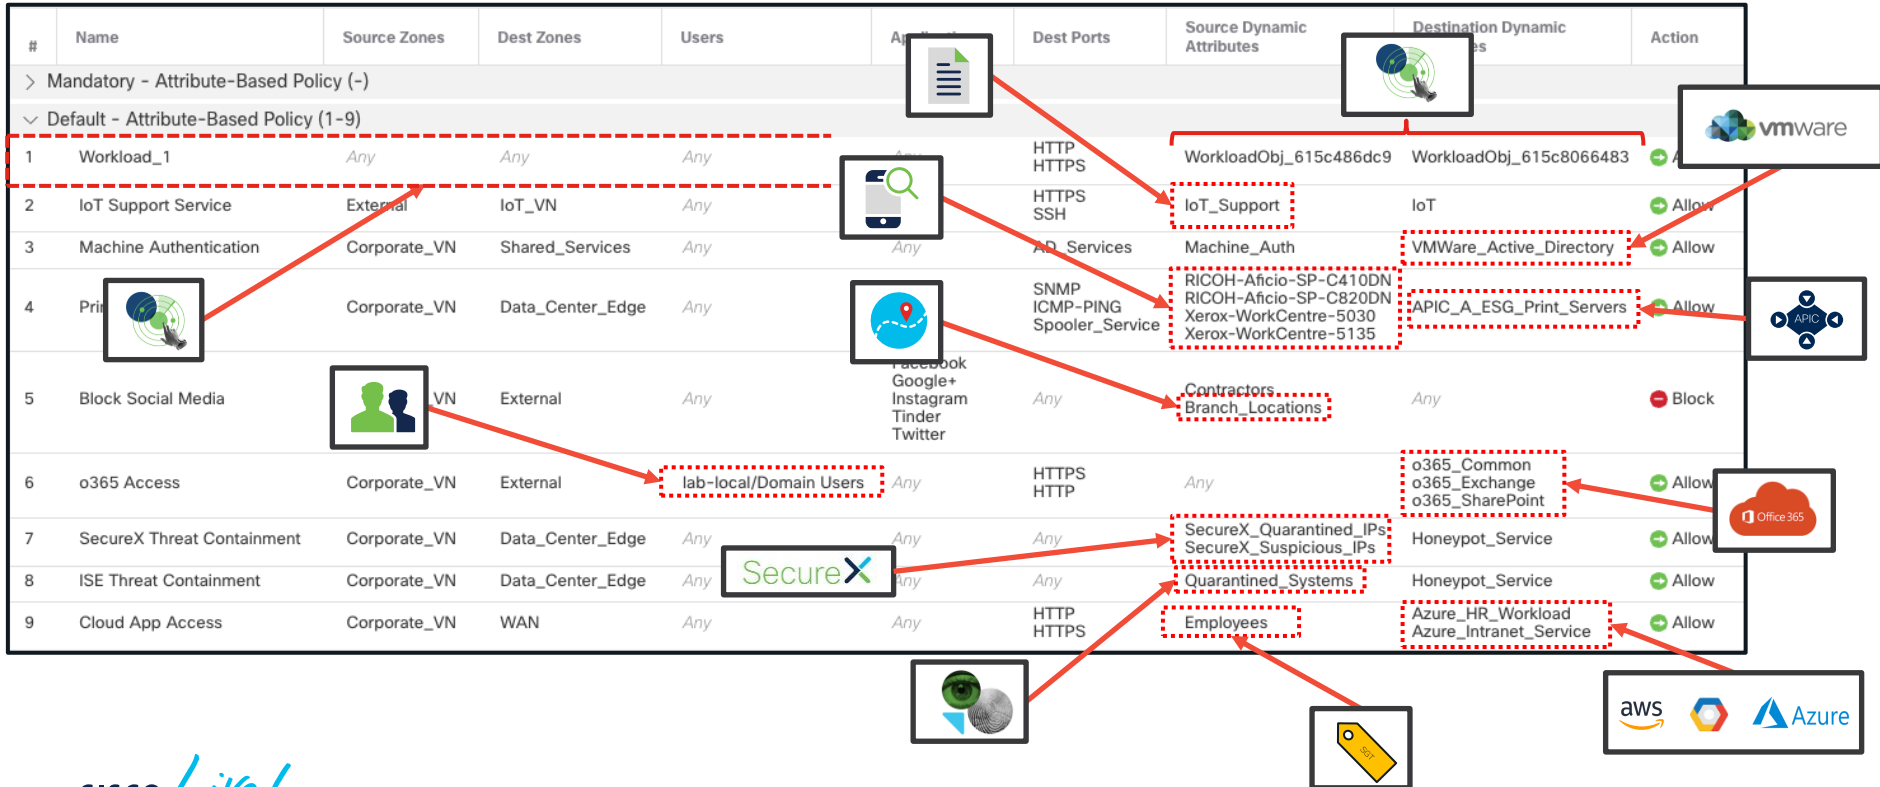 # Name Source Zones Dest Zones Users Dest Ports Source Dynamic Attributes Destination Dynamic
Mandatory - Attribute-Based Policy (-)
Default - Attribute-Based Policy (1-9)
vmware
1 Workload_1 Any Any Any HTTP HTTPS WorkloadObj_615c486dc9 WorkloadObj_615c8066483
2 IoT Support Service External IoT_VN Any HTTPS SSH IoT_Support IoT Allow
3 Machine Authentication Corporate_VN Shared_Services Any Any AD_Services Machine_Auth VMWare_Active_Directory Allow
4 Corporate_VN Data_Center_Edge Any SNMP ICMP-PING Spooler_Service RICOH-Aficio-SP-C410DN RICOH-Aficio-SP-C820DN Xerox-WorkCentre-5030 Xerox-WorkCentre-5135 APIC_A_ESG_Print_Servers Allow
APIC
5 Block Social Media VN External Any Facebook Google+ Instagram Tinder Twitter Any Contractors Branch_Locations Any Block
6 o365 Access Corporate_VN External lab-local/Domain Users Any HTTPS HTTP Any o365_Common o365_Exchange o365_SharePoint Allow
Office 365
7 SecureX Threat Containment Corporate_VN Data_Center_Edge Any Any Any SecureX_Quarantined_IPs SecureX_Suspicious_IPs Honeypot_Service Allow
SecureX
8 ISE Threat Containment Corporate_VN Data_Center_Edge Any Any Any Quarantined_Systems Honeypot_Service Allow
9 Cloud App Access Corporate_VN WAN Any Any HTTP HTTPS Employees Azure_HR_Workload Azure_Intranet_Service Allow
aws Azure
SGT
cisco Live!